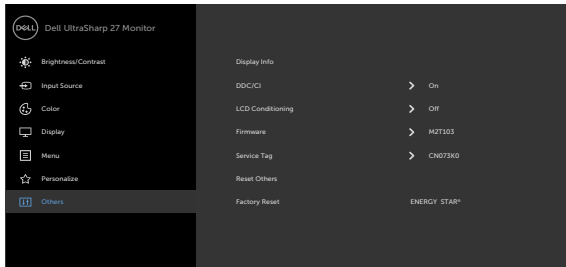 DELL
Dell UltraSharp 27 Monitor
Brightness/Contrast
Display Info
Input Source
DDC/CI
On
Color
LCD Conditioning
Off
Display
Firmware
M2T103
Menu
Service Tag
CN073K0
Personalize
Reset Others
Others
Factory Reset
ENERGY STAR®